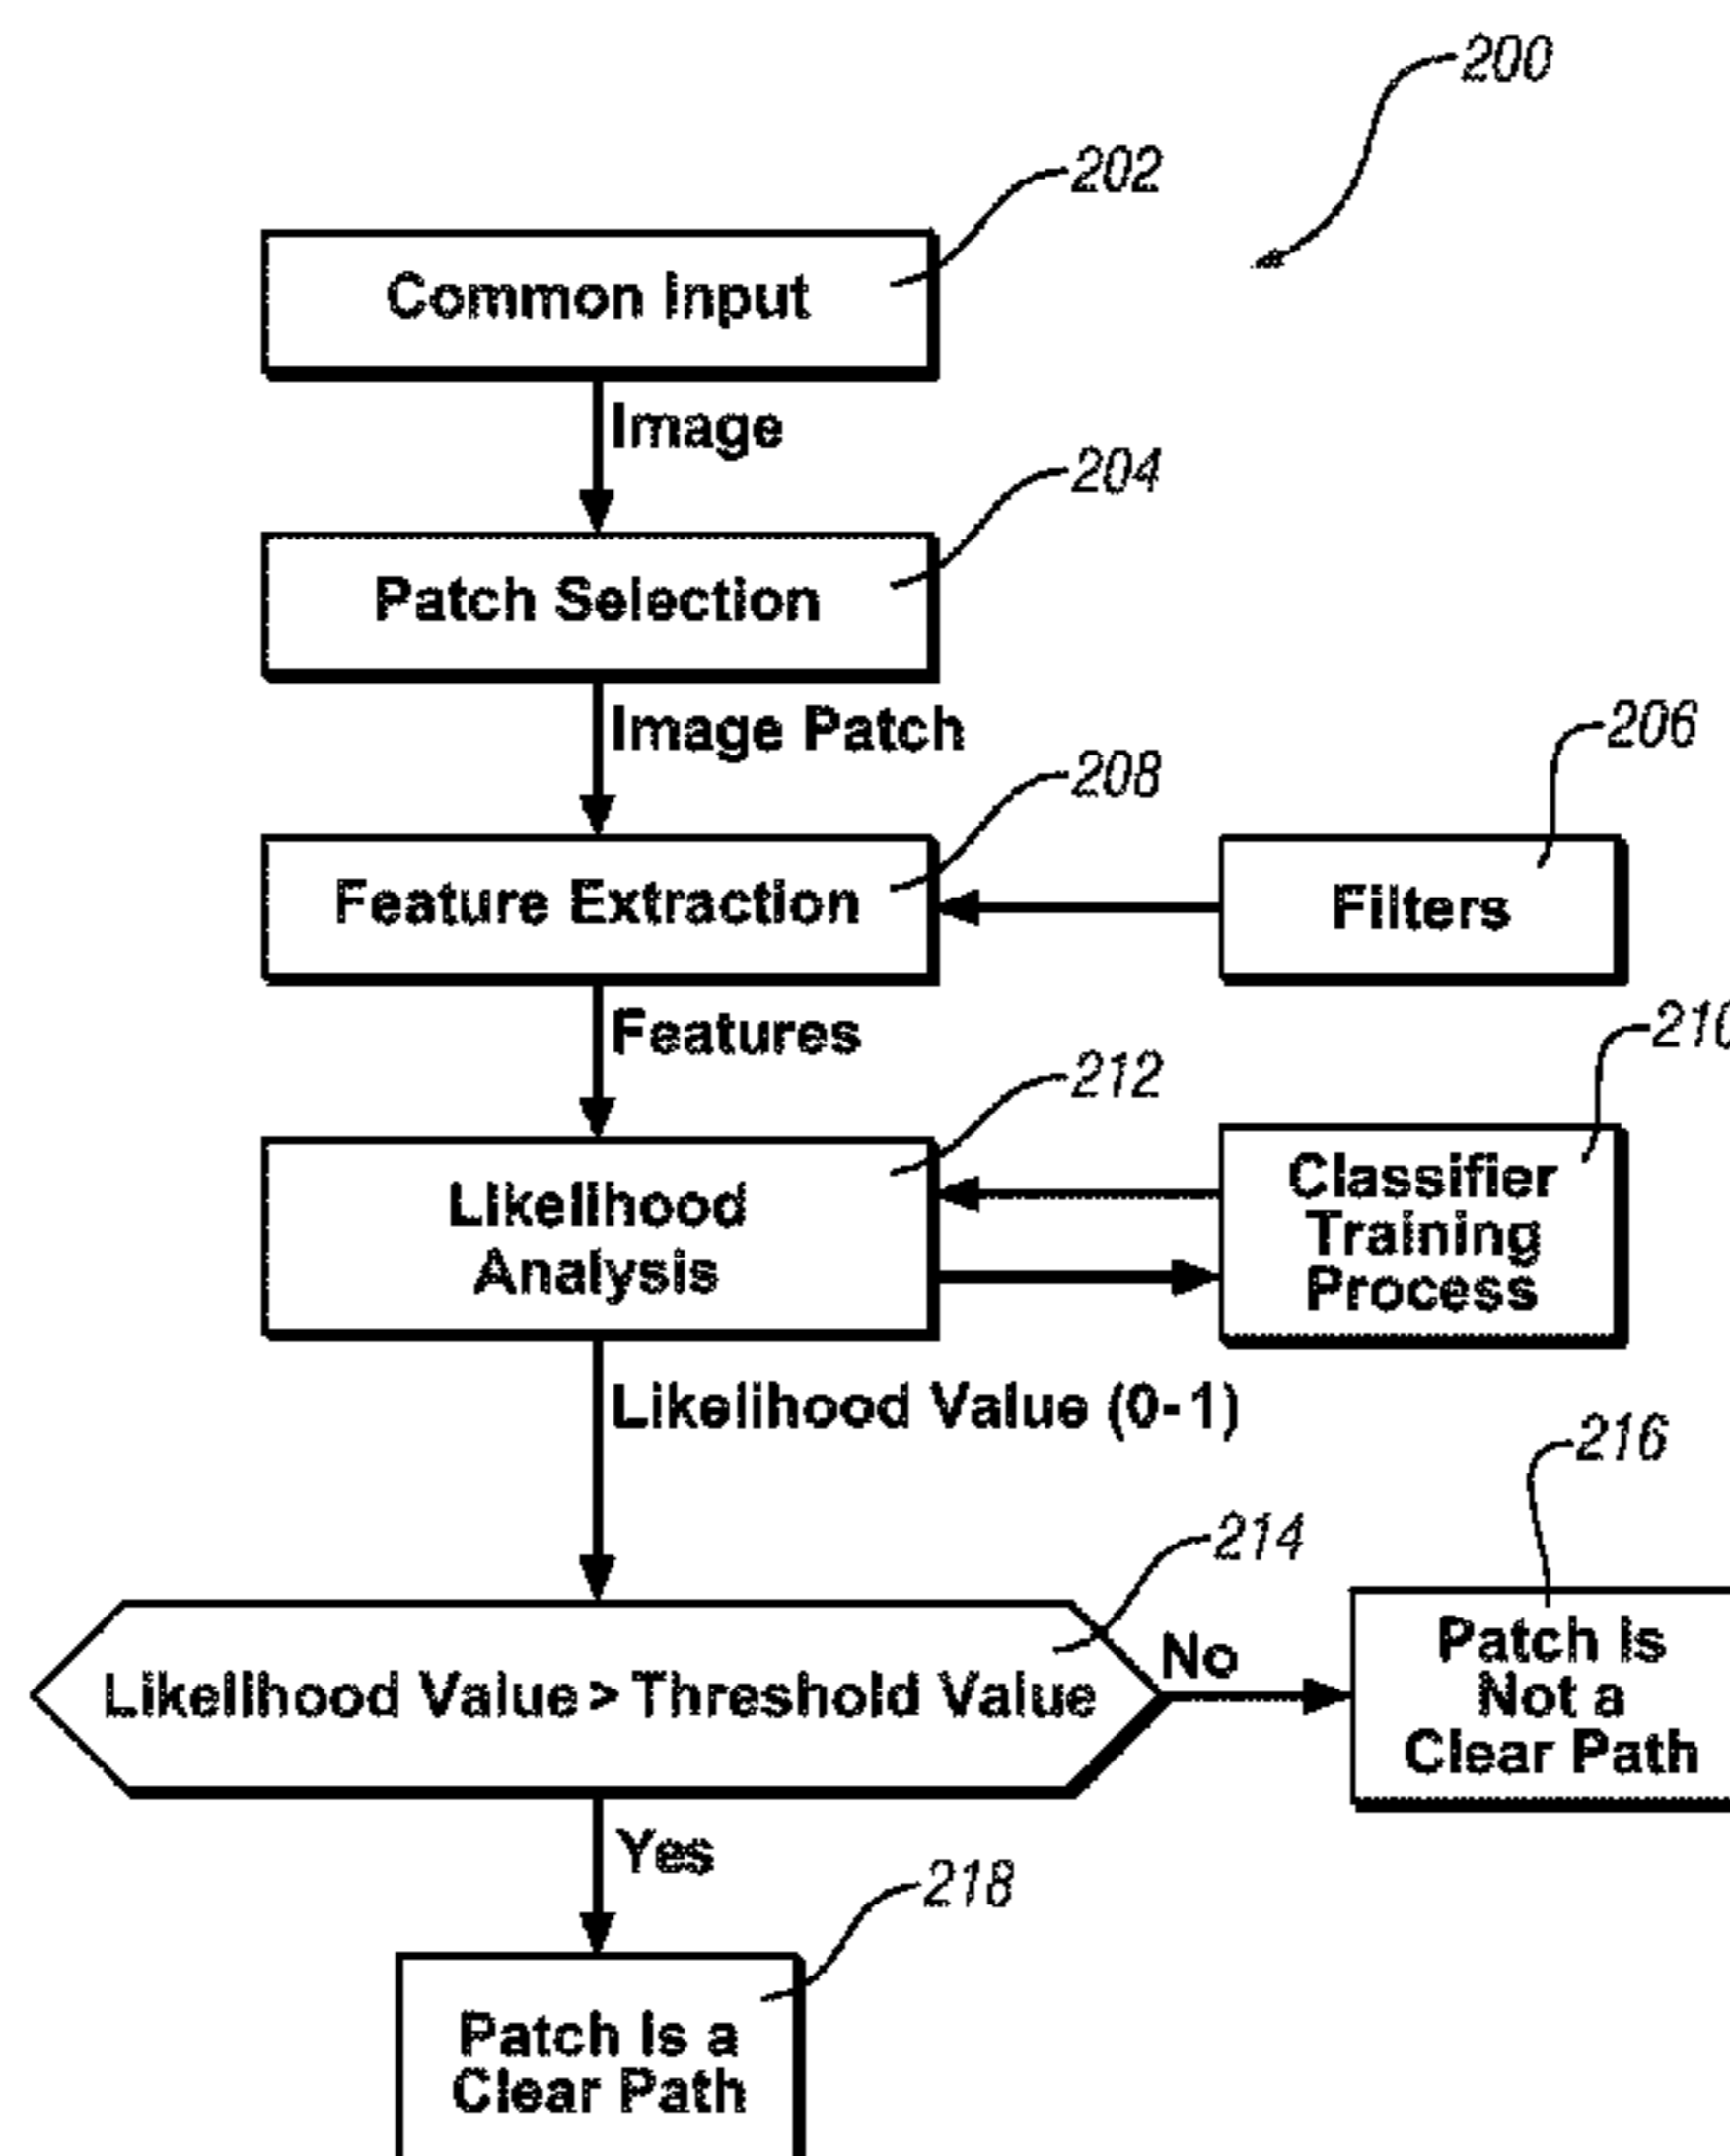 200
202
Common Input
Image
204
Patch Selection
Image Patch
206
208
Feature Extraction
Filters
Features
210
212
Likelihood
Analysis
Classifier
Training
Process
Likelihood Value (0-1)
216
214
Likelihood Value > Threshold Value
No
Patch is
Not a
Clear Path
Yes
218
Patch is a
Clear Path